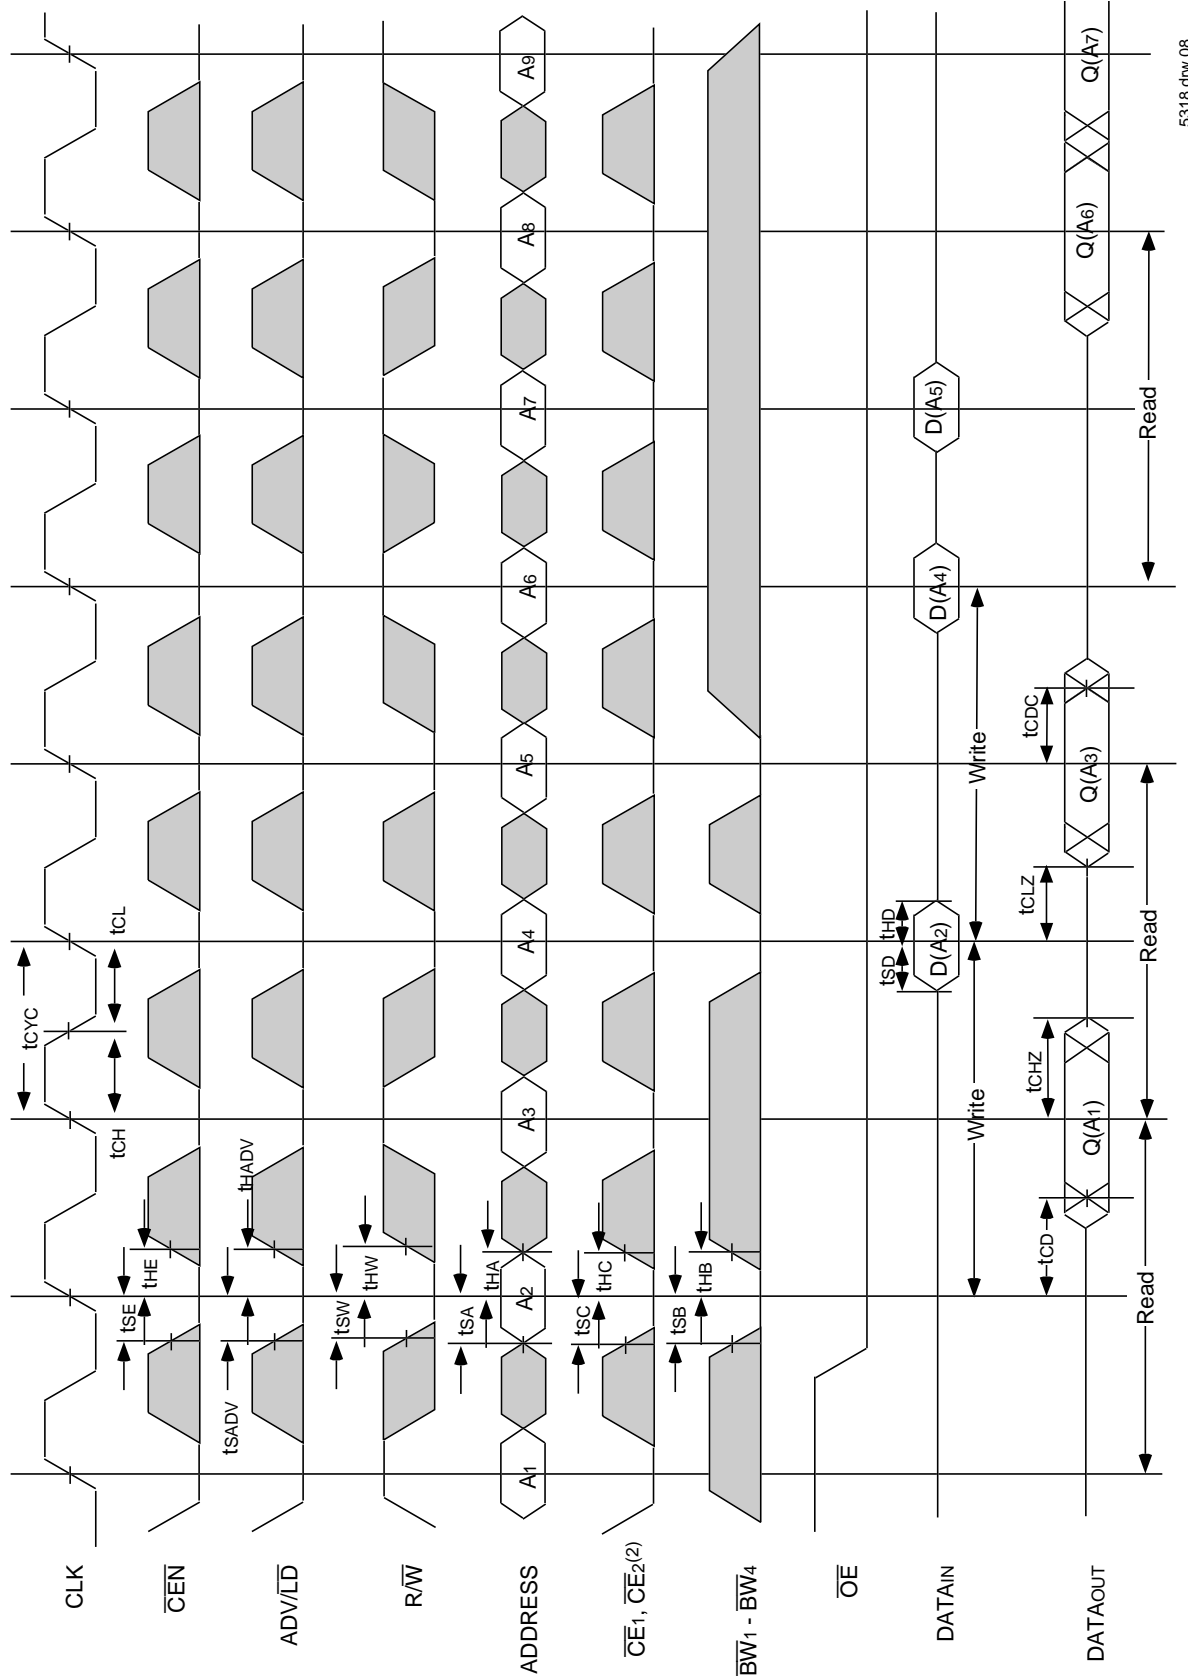 CLK
tCYC
tCH
tCL
CEN
tSE
tHE
ADV/LD
tSADV
tHADV
R/W
tSW
tHW
ADDRESS
A1
A2
A3
A4
A5
A6
A7
A8
A9
tSA
tHA
CE1, CE2(2)
tSC
tHC
BW1 - BW4
tSB
tHB
OE
DATAIN
D(A2)
D(A4)
D(A5)
tSD
tHD
Write
Write
DATAOUT
tCD
Q(A1)
tCHZ
tCLZ
Q(A3)
tCDC
Q(A6)
Q(A7)
Read
Read
Read
5318 drw 08